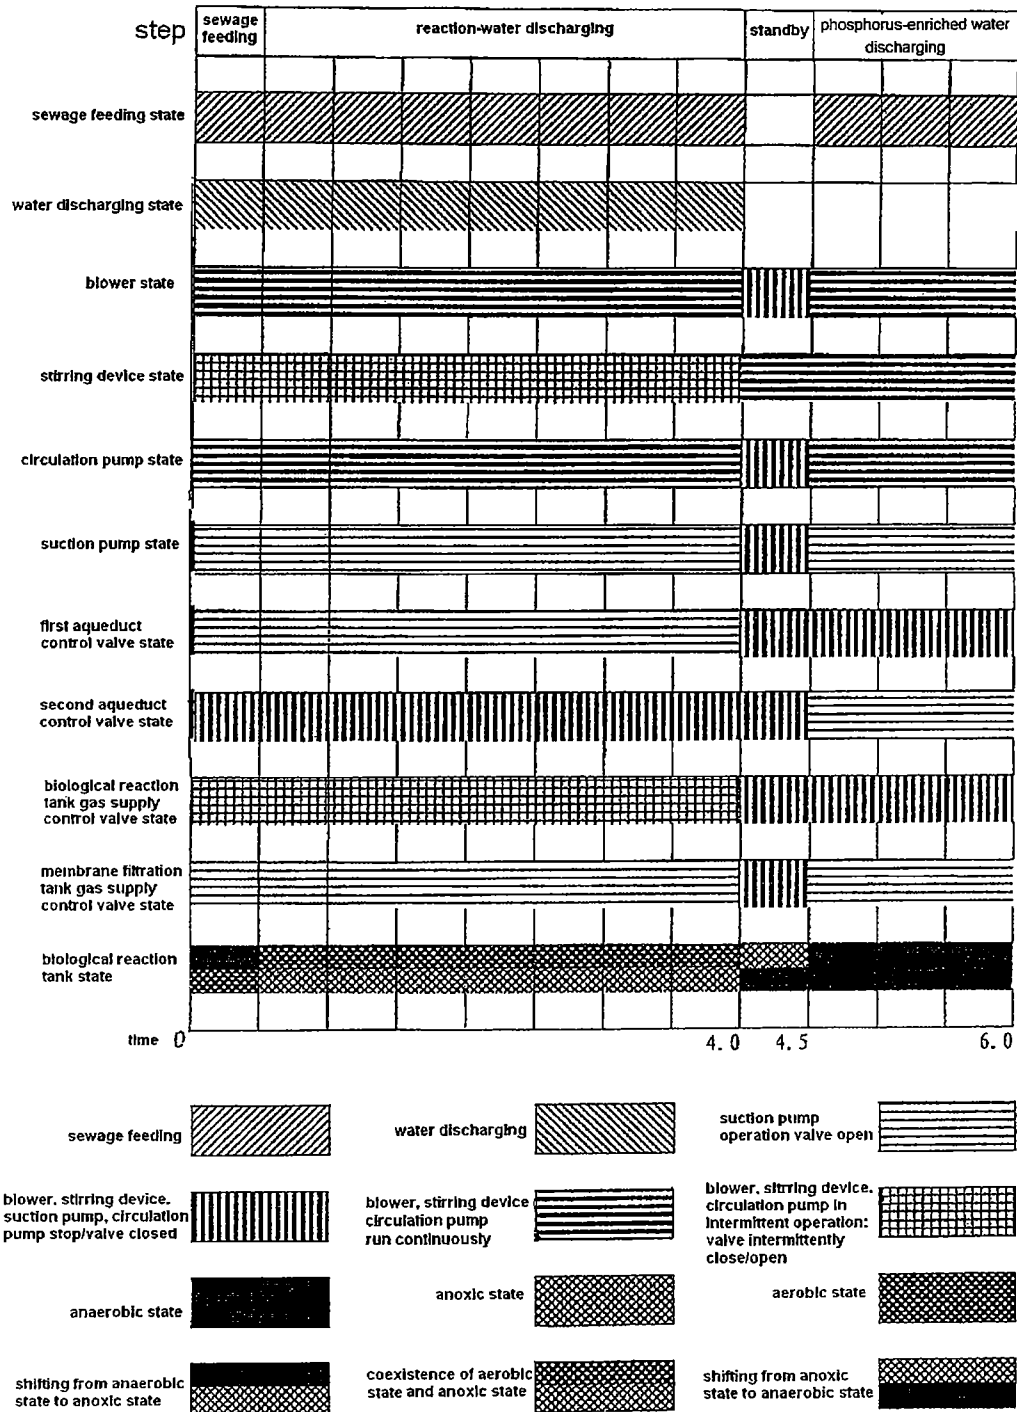 step
sewage
feeding
reaction-water discharging
standby
phosphorus-enriched water
discharging
sewage feeding state
water discharging state
blower state
stirring device state
circulation pump state
suction pump state
first aqueduct
control valve state
second aqueduct
control valve state
biological reaction
tank gas supply
control valve state
membrane filtration
tank gas supply
control valve state
biological reaction
tank state
time 0 4.0 4.5 6.0
sewage feeding
water discharging
suction pump
operation valve open
blower, stirring device,
suction pump, circulation
pump stop/valve closed
blower, stirring device
circulation pump
run continuously
blower, stirring device,
circulation pump in
intermittent operation:
valve intermittently
close/open
anaerobic state
anoxic state
aerobic state
shifting from anaerobic
state to anoxic state
coexistence of aerobic
state and anoxic state
shifting from anoxic
state to anaerobic state